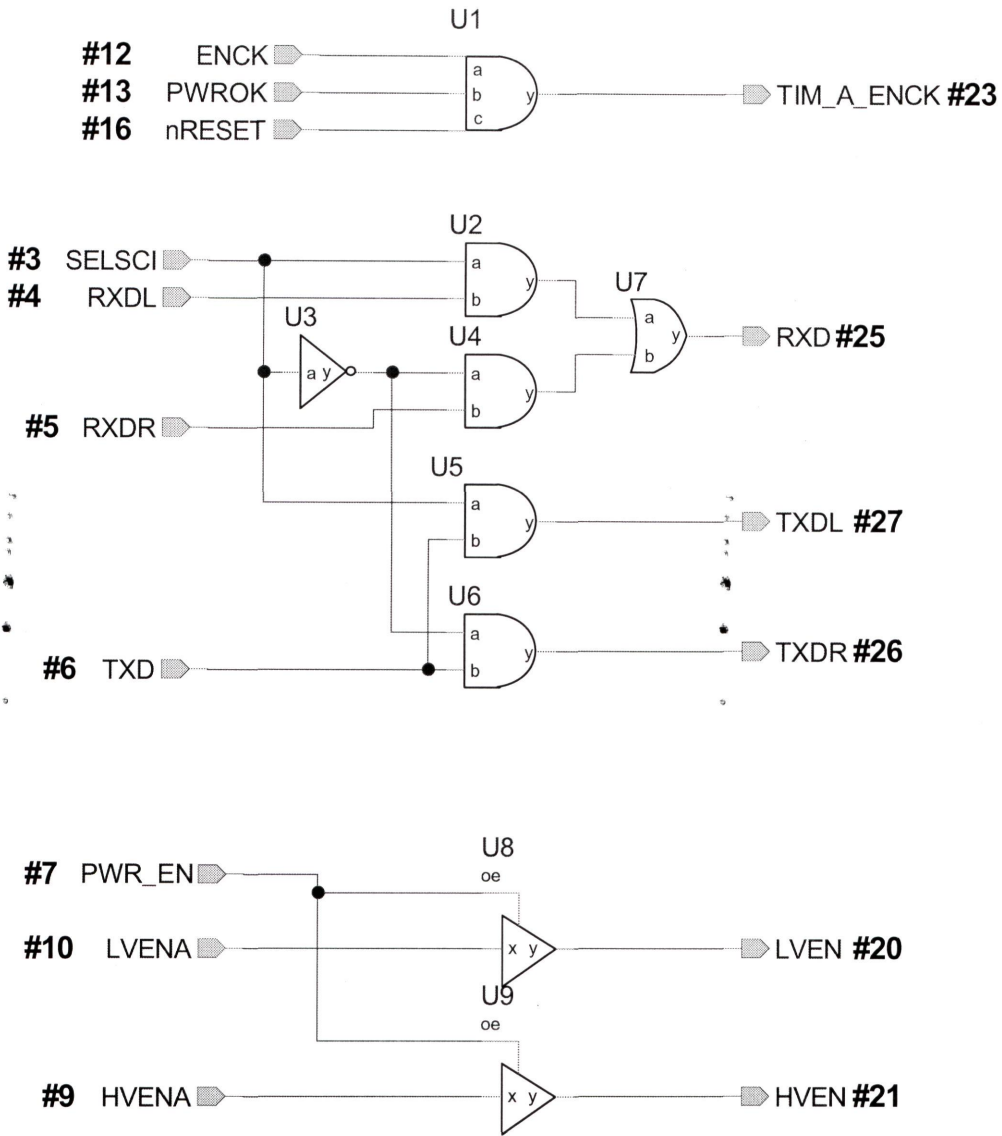 U1
#12 ENCK
a
#13 PWROK
b
y
TIM_A_ENCK #23
#16 nRESET
c
U2
#3 SELSCI
a
y
#4 RXDL
b
U7
U3
a
y
RXD #25
b
U4
a y
a
y
b
#5 RXDR
U5
a
y
TXDL #27
b
U6
a
y
TXDR #26
#6 TXD
b
U8
oe
#7 PWR_EN
#10 LVENA
x y
LVEN #20
U9
oe
#9 HVENA
x y
HVEN #21